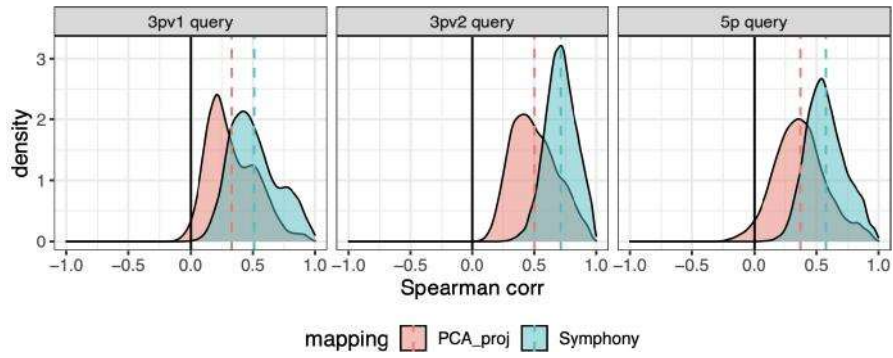 3pv1 query 3pv2 query 5p query
3
2
1
0
density
−1.0 −0.5 0.0 0.5 1.0 −1.0 −0.5 0.0 0.5 1.0 −1.0 −0.5 0.0 0.5 1.0
Spearman corr
mapping PCA_proj Symphony